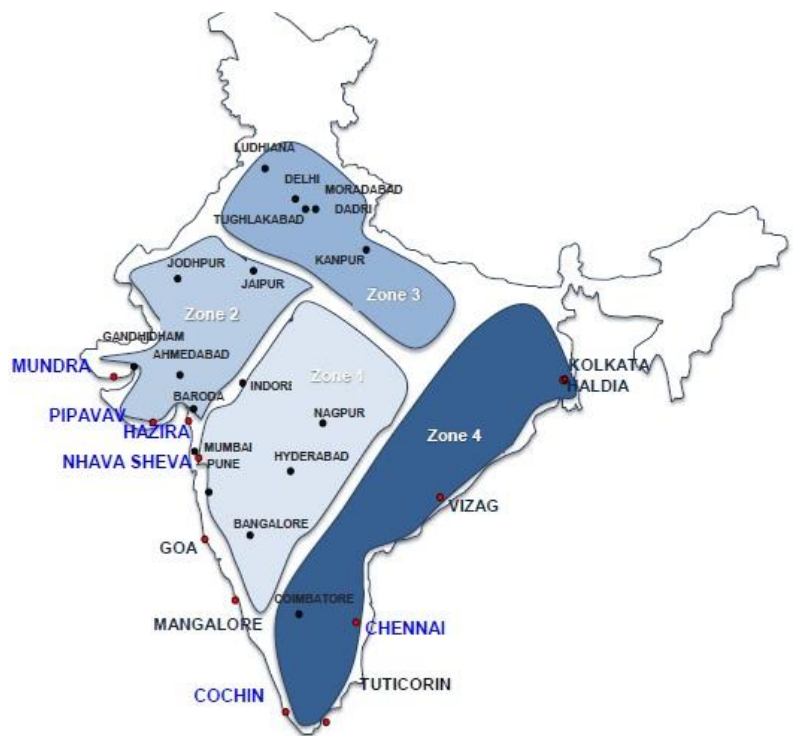 LUDHIANA
DELHI
MORADABAD
TUGHLAKABAD
DADRI
KANPUR
JODHPUR
JAIPUR
Zone 3
Zone 2
GANDHIDHAM
AHMEDABAD
MUNDRA
KOLKATA
Zone 1
INDORE
HALDIA
BARODA
PIPAVAV
NAGPUR
HAZIRA
Zone 4
MUMBAI
NHAVA SHEVA
PUNE
HYDERABAD
VIZAG
BANGALORE
GOA
COIMBATORE
MANGALORE
CHENNAI
TUTICORIN
COCHIN